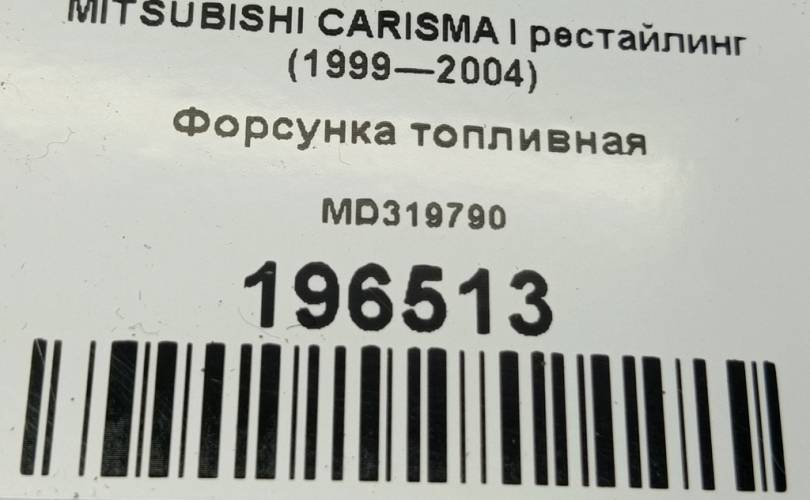 MITSUBISHI CARISMA I рестайлинг
(1999—2004)
Форсунка топливная
MD319790
196513